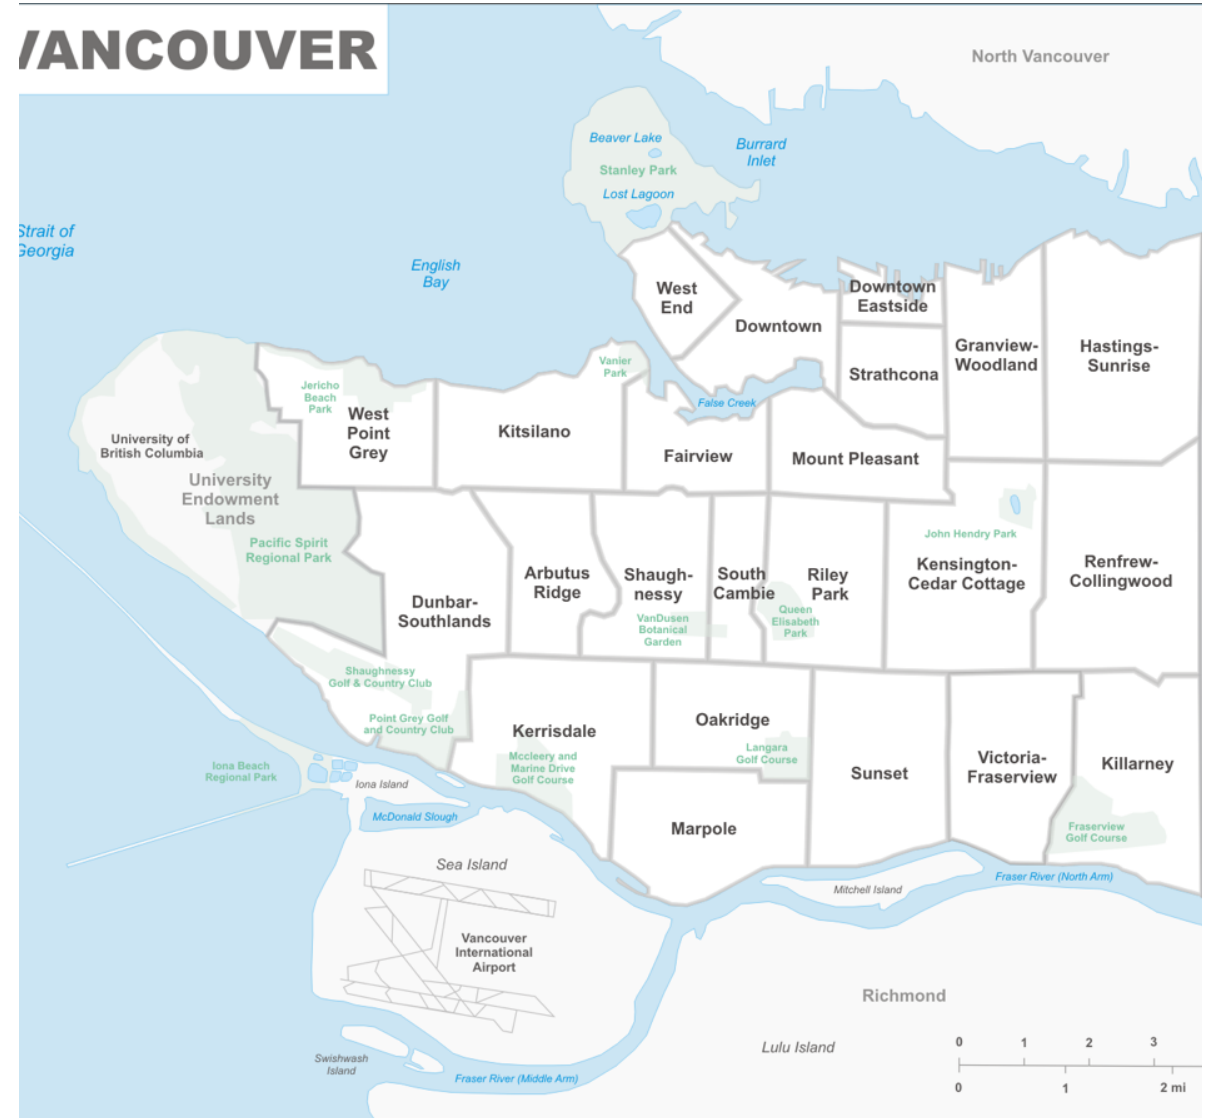 VANCOUVER
North Vancouver
Beaver Lake
Burrard
Inlet
Stanley Park
Lost Lagoon
Strait of
Georgia
English
Bay
West
End
Downtown
Downtown
Eastside
Granview-
Woodland
Hastings-
Sunrise
Strathcona
Vanier
Park
False Creek
Jericho
Beach
Park
West
Point
Grey
Kitsilano
Fairview
Mount Pleasant
University of
British Columbia
University
Endowment
Lands
Pacific Spirit
Regional Park
John Hendry Park
Kensington-
Cedar Cottage
Renfrew-
Collingwood
Dunbar-
Southlands
Arbutus
Ridge
Shaugh-
nessy
South
Cambie
Riley
Park
VanDusen
Botanical
Garden
Queen
Elisabeth
Park
Shaughnessy
Golf & Country Club
Point Grey Golf
and Country Club
Kerrisdale
Mccleery and
Marine Drive
Golf Course
Oakridge
Langara
Golf Course
Sunset
Victoria-
Fraserview
Killarney
Fraserview
Golf Course
Marpole
Iona Beach
Regional Park
Iona Island
McDonald Slough
Sea Island
Mitchell Island
Fraser River (North Arm)
Vancouver
International
Airport
Richmond
Lulu Island
Swishwash
Island
Fraser River (Middle Arm)
0 1 2 3
0 1 2 mi